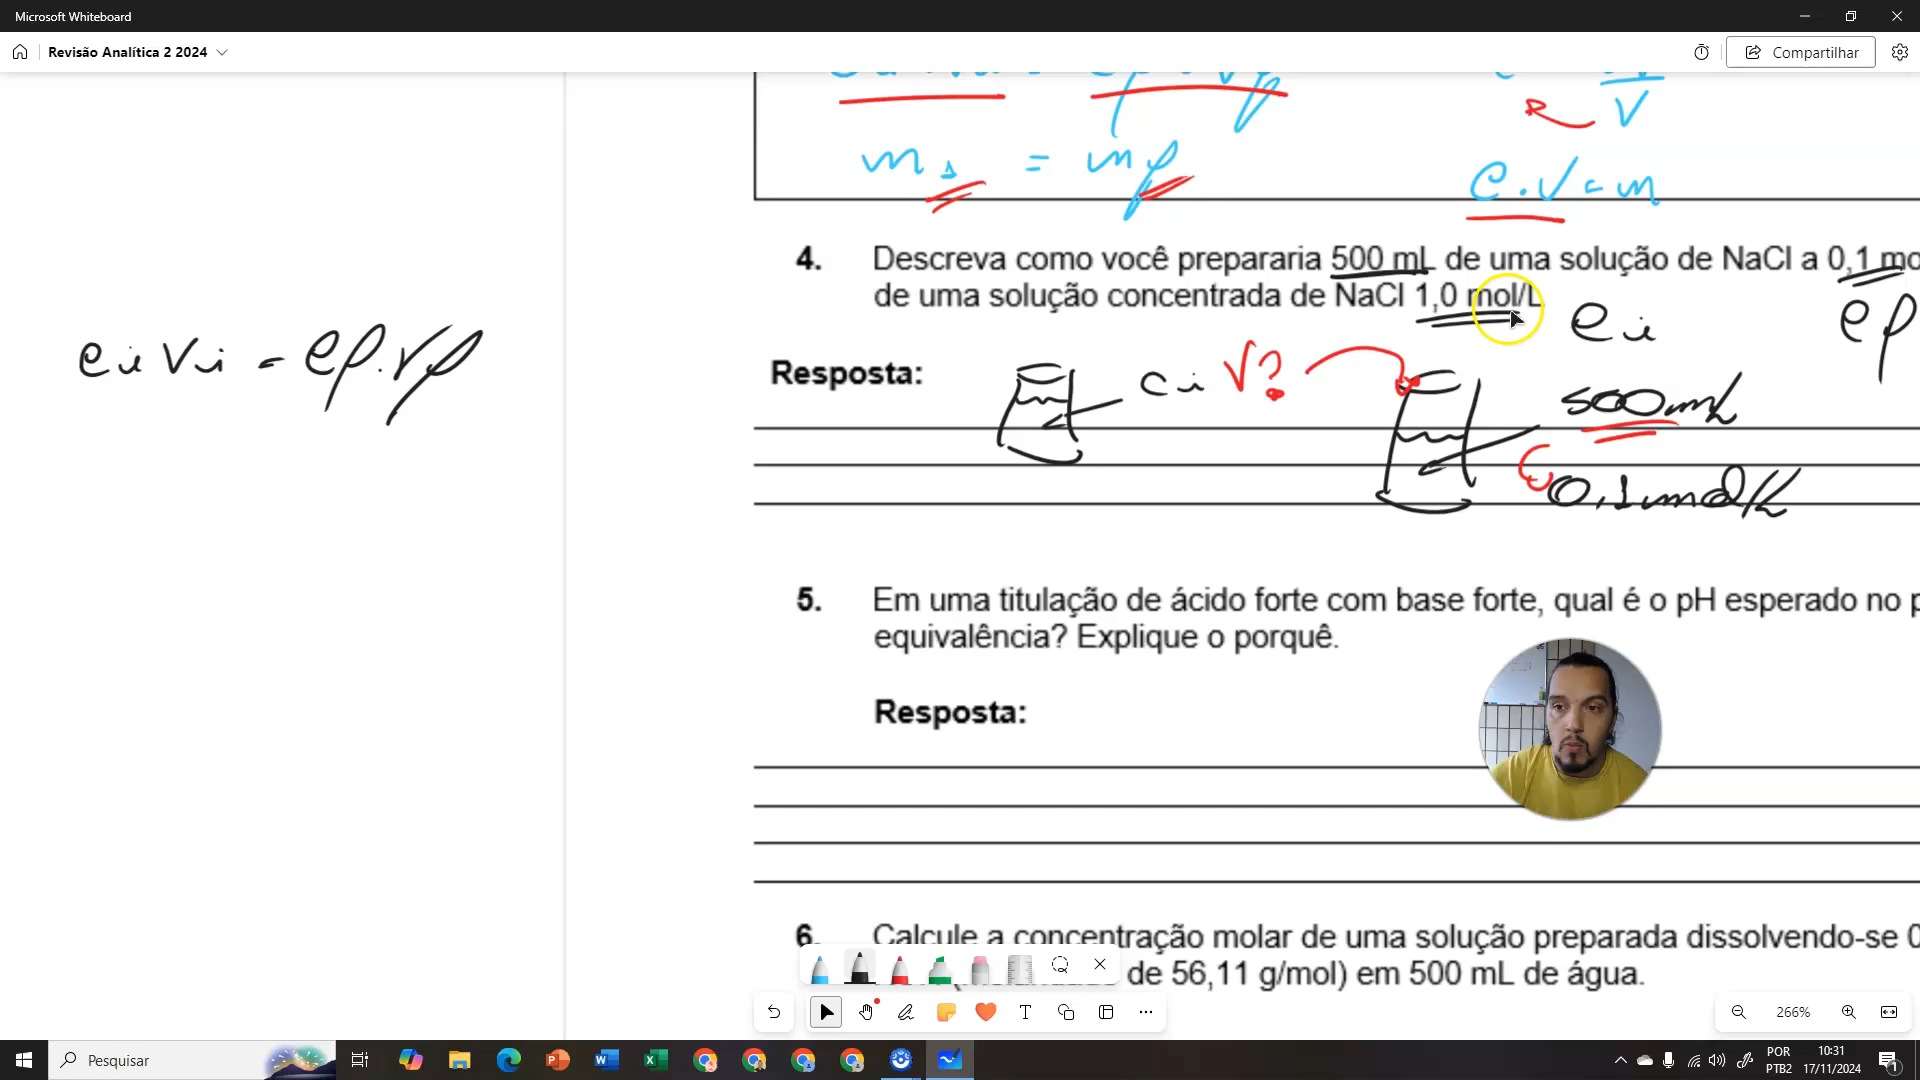 Microsoft Whiteboard
Revisão Analítica 2 2024
Compartilhar
V
m1 = mf
C.V = m
4. Descreva como você prepararia 500 mL de uma solução de NaCl a 0,1 mo
de uma solução concentrada de NaCl 1,0 mol/L
Ci
Cf
Ci Vi = Cf.Vf
Resposta:
Ci V?
500mL
0,1mol/L
5. Em uma titulação de ácido forte com base forte, qual é o pH esperado no p
equivalência? Explique o porquê.
Resposta:
6. Calcule a concentração molar de uma solução preparada dissolvendo-se 0
de 56,11 g/mol) em 500 mL de água.
266%
Pesquisar
POR
PTB2
10:31
17/11/2024
1